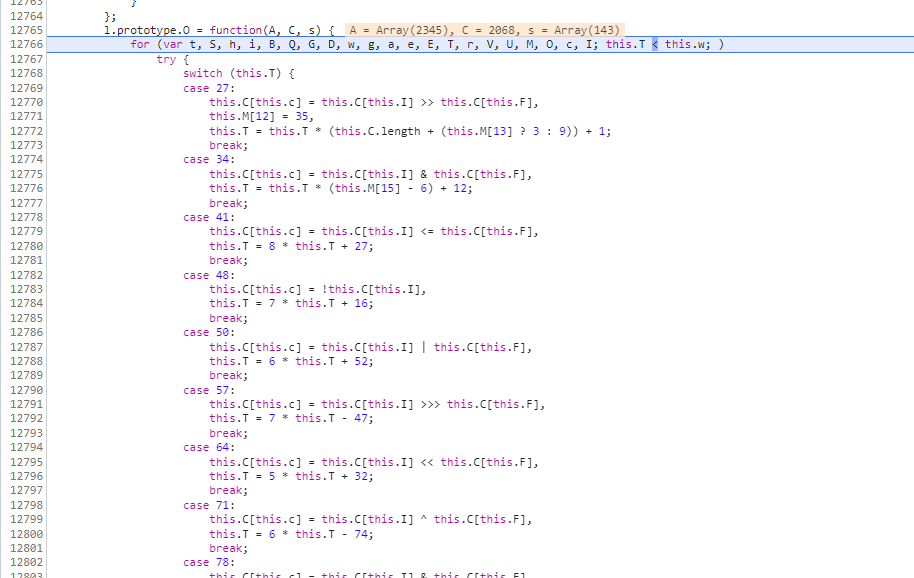 12763 }
12764 };
12765 l.prototype.O = function(A, C, s) { A = Array(2345), C = 2068, s = Array(143)
12766 for (var t, S, h, i, B, Q, G, D, w, g, a, e, E, T, r, V, U, M, O, c, I; this.T < this.w; )
12767 try {
12768 switch (this.T) {
12769 case 27:
12770 this.C[this.c] = this.C[this.I] >> this.C[this.F],
12771 this.M[12] = 35,
12772 this.T = this.T * (this.C.length + (this.M[13] ? 3 : 9)) + 1;
12773 break;
12774 case 34:
12775 this.C[this.c] = this.C[this.I] & this.C[this.F],
12776 this.T = this.T * (this.M[15] - 6) + 12;
12777 break;
12778 case 41:
12779 this.C[this.c] = this.C[this.I] <= this.C[this.F],
12780 this.T = 8 * this.T + 27;
12781 break;
12782 case 48:
12783 this.C[this.c] = !this.C[this.I],
12784 this.T = 7 * this.T + 16;
12785 break;
12786 case 50:
12787 this.C[this.c] = this.C[this.I] | this.C[this.F],
12788 this.T = 6 * this.T + 52;
12789 break;
12790 case 57:
12791 this.C[this.c] = this.C[this.I] >>> this.C[this.F],
12792 this.T = 7 * this.T - 47;
12793 break;
12794 case 64:
12795 this.C[this.c] = this.C[this.I] << this.C[this.F],
12796 this.T = 5 * this.T + 32;
12797 break;
12798 case 71:
12799 this.C[this.c] = this.C[this.I] ^ this.C[this.F],
12800 this.T = 6 * this.T - 74;
12801 break;
12802 case 78:
12803 this.C[this.c] = this.C[this.I] & this.C[this.F]